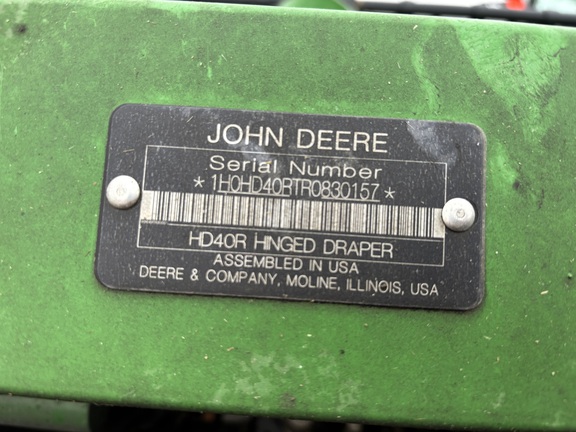 JOHN DEERE
Serial Number
*1H0HD40RTR0830157*
HD40R HINGED DRAPER
ASSEMBLED IN USA
DEERE & COMPANY, MOLINE, ILLINOIS, USA